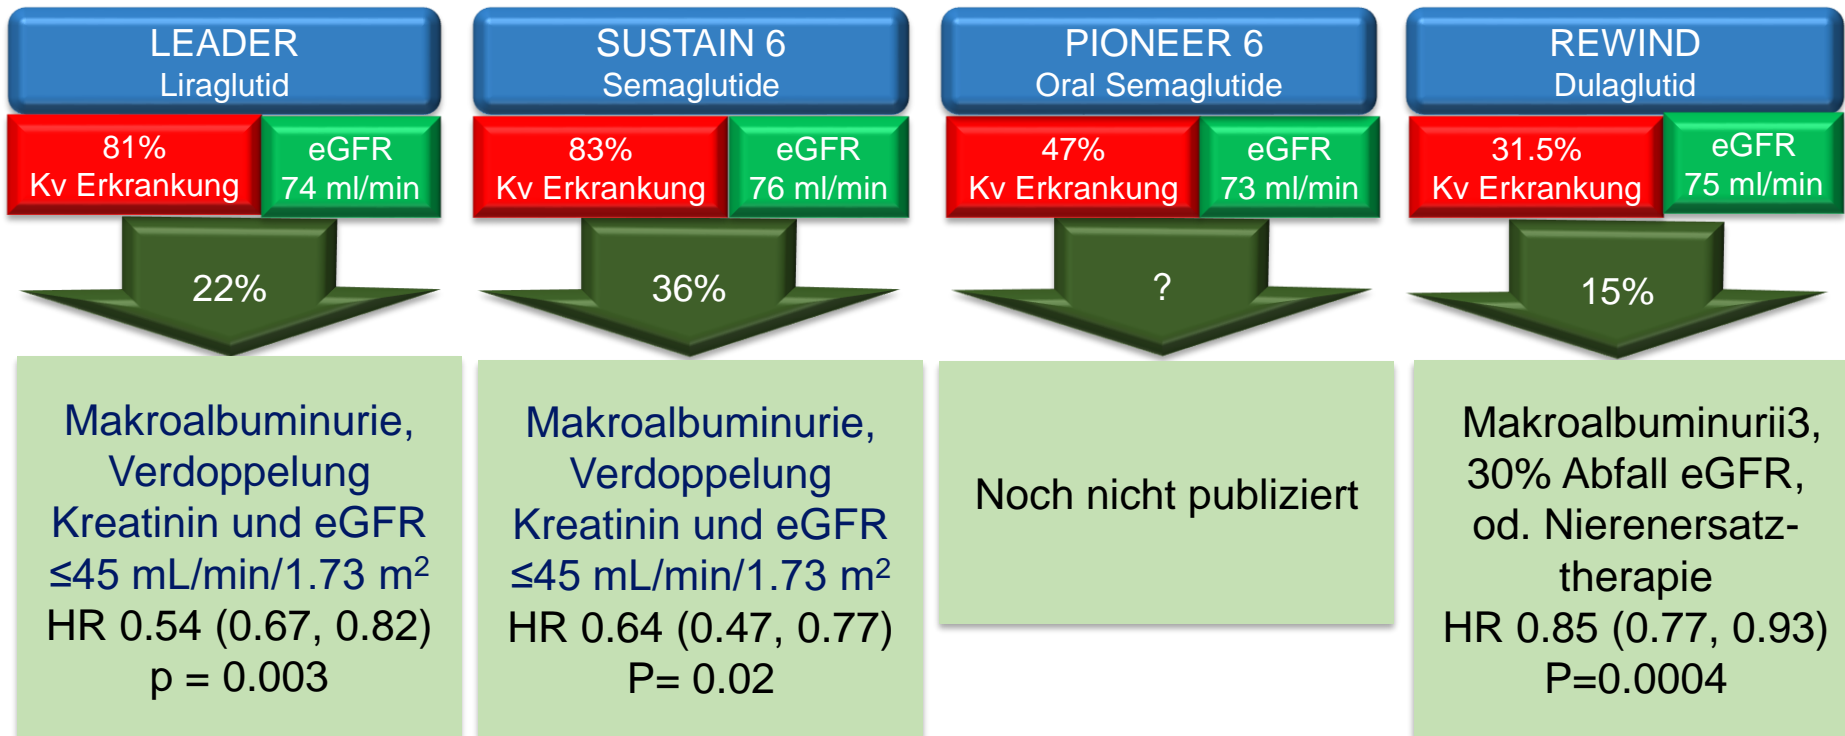 LEADER
Liraglutid
81%
Kv Erkrankung
eGFR
74 ml/min
22%
Makroalbuminurie,
Verdoppelung
Kreatinin und eGFR
≤45 mL/min/1.73 m²
HR 0.54 (0.67, 0.82)
p = 0.003
SUSTAIN 6
Semaglutide
83%
Kv Erkrankung
eGFR
76 ml/min
36%
Makroalbuminurie,
Verdoppelung
Kreatinin und eGFR
≤45 mL/min/1.73 m²
HR 0.64 (0.47, 0.77)
P= 0.02
PIONEER 6
Oral Semaglutide
47%
Kv Erkrankung
eGFR
73 ml/min
?
Noch nicht publiziert
REWIND
Dulaglutid
31.5%
Kv Erkrankung
eGFR
75 ml/min
15%
Makroalbuminurii3,
30% Abfall eGFR,
od. Nierenersatz-
therapie
HR 0.85 (0.77, 0.93)
P=0.0004